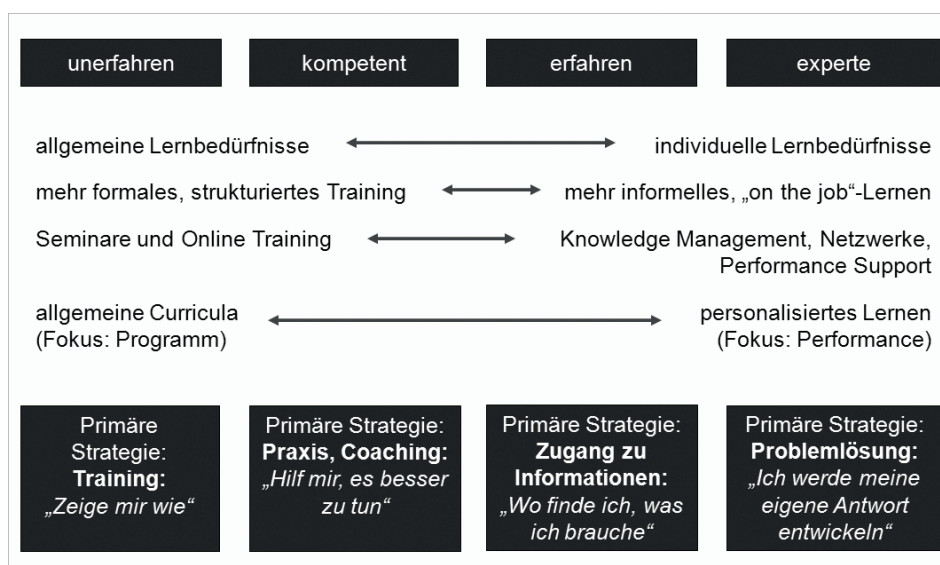 unerfahren
kompetent
erfahren
experte
allgemeine Lernbedürfnisse
individuelle Lernbedürfnisse
mehr formales, strukturiertes Training
mehr informelles, „on the job“-Lernen
Seminare und Online Training
Knowledge Management, Netzwerke,
Performance Support
allgemeine Curricula
(Fokus: Programm)
personalisiertes Lernen
(Fokus: Performance)
Primäre
Strategie:
Training:
„Zeige mir wie“
Primäre Strategie:
Praxis, Coaching:
„Hilf mir, es besser
zu tun“
Primäre Strategie:
Zugang zu
Informationen:
„Wo finde ich, was
ich brauche“
Primäre Strategie:
Problemlösung:
„Ich werde meine
eigene Antwort
entwickeln“